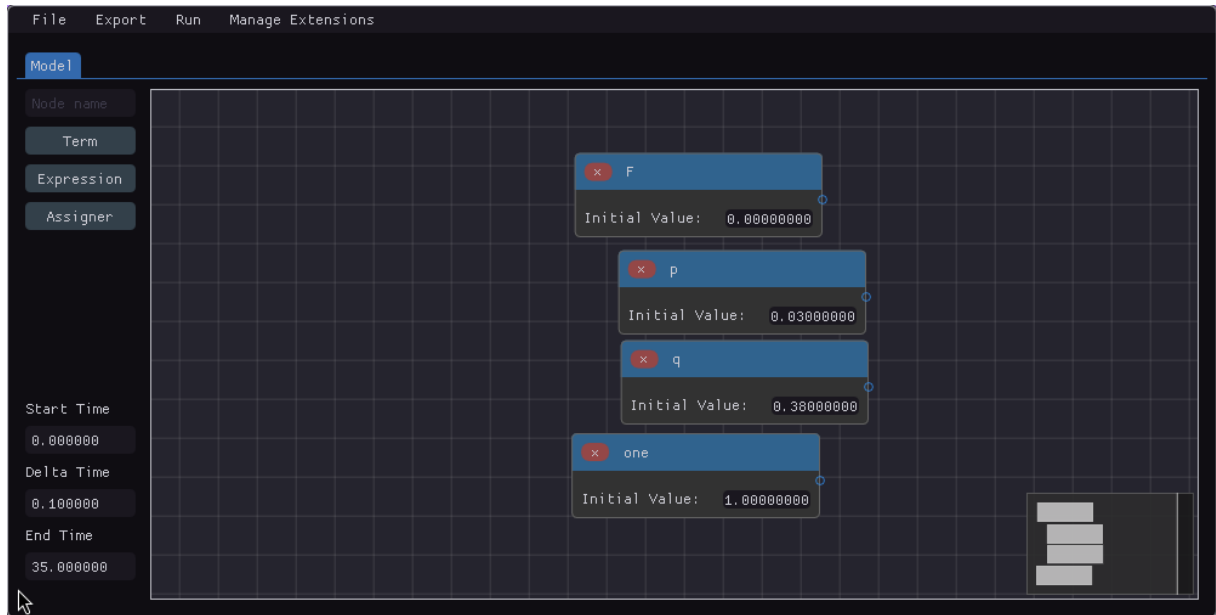 File Export Run Manage Extensions
Model
Node name
Term
Expression
Assigner
× F
Initial Value: 0.00000000
× p
Initial Value: 0.03000000
× q
Initial Value: 0.38000000
× one
Initial Value: 1.00000000
Start Time
0.000000
Delta Time
0.100000
End Time
35.000000